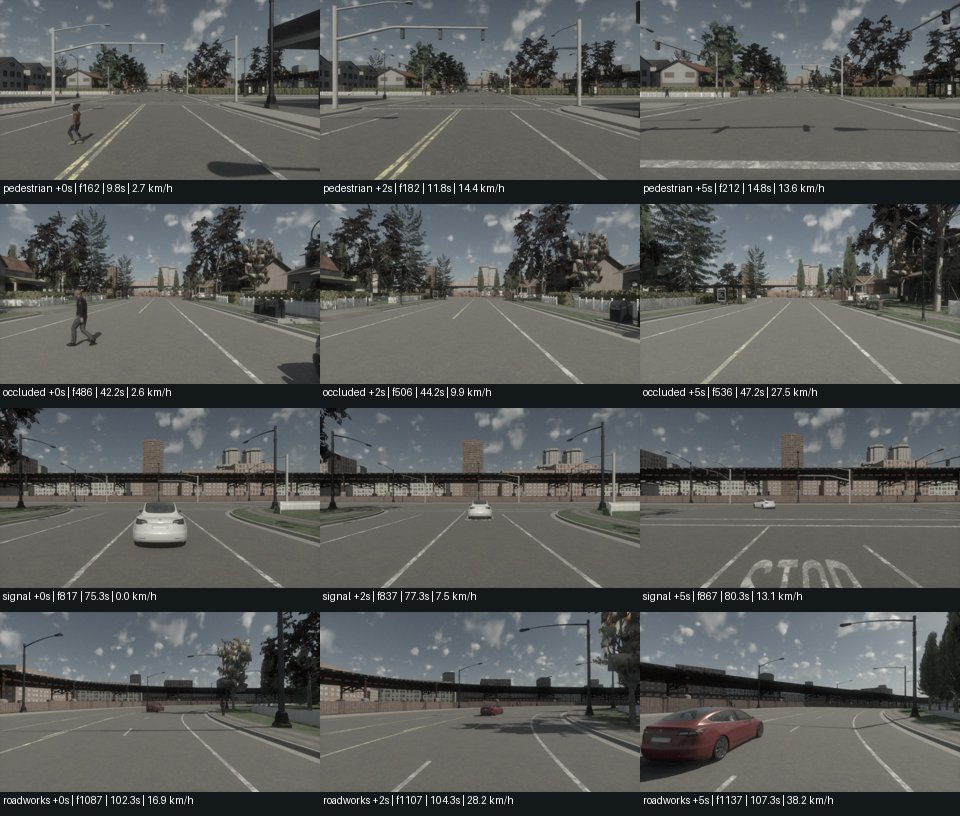 pedestrian +0s | f162 | 9.8s | 2.7 km/h
pedestrian +2s | f182 | 11.8s | 14.4 km/h
pedestrian +5s | f212 | 14.8s | 13.6 km/h
occluded +0s | f486 | 42.2s | 2.6 km/h
occluded +2s | f506 | 44.2s | 9.9 km/h
occluded +5s | f536 | 47.2s | 27.5 km/h
STOP
signal +0s | f817 | 75.3s | 0.0 km/h
signal +2s | f837 | 77.3s | 7.5 km/h
signal +5s | f867 | 80.3s | 13.1 km/h
roadworks +0s | f1087 | 102.3s | 16.9 km/h
roadworks +2s | f1107 | 104.3s | 28.2 km/h
roadworks +5s | f1137 | 107.3s | 38.2 km/h